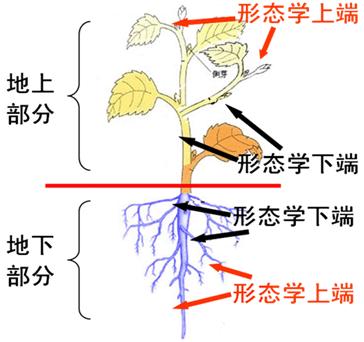 形态学上端
侧芽
地上
部分
形态学下端
形态学下端
地下
部分
形态学上端